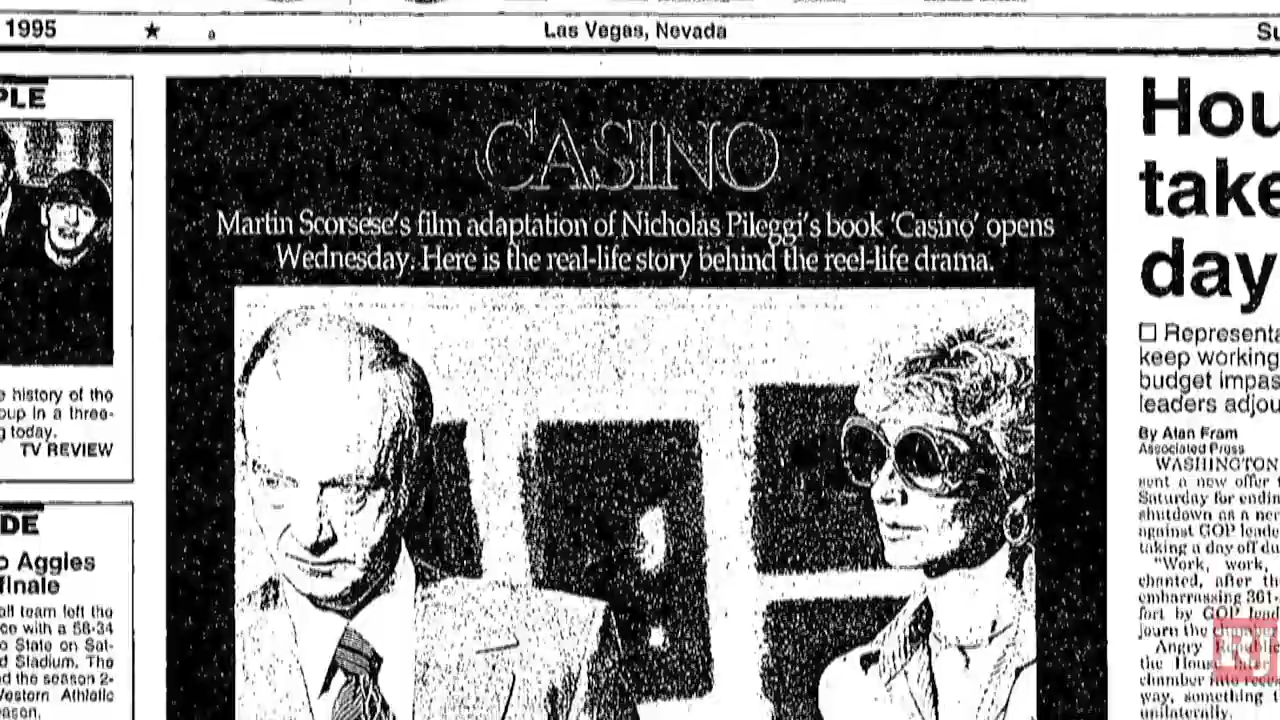 1995
a
Las Vegas, Nevada
Su
PLE
history of the
oup in a three-
g today.
TV REVIEW
DE
o Aggies
finale
all team left the
ce with a 58-34
o State on Sat-
d Stadium. The
d the season 2-
Western Athletic
eason.
CASINO
Martin Scorsese's film adaptation of Nicholas Pileggi's book 'Casino' opens
Wednesday. Here is the real-life story behind the reel-life drama.
Hou
take
day
Representa
keep working
budget impas
leaders adjou
By Alan Fram
Associated Press
WASHINGTON
sent a new offer
Saturday for endin
shutdown as a
against GOP leade
taking a day off du
"Work, work,
chanted, after th
embarrassing 361-
fort by GOP lead
journ the
Angry Republic
the House
chamber into
way, something t
unilaterally.
RJ